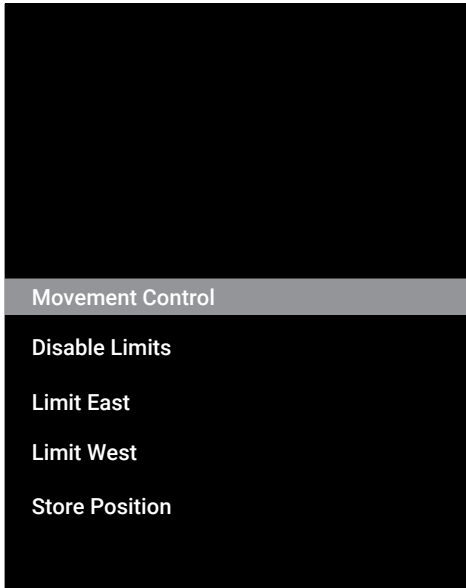 Movement Control
Disable Limits
Limit East
Limit West
Store Position